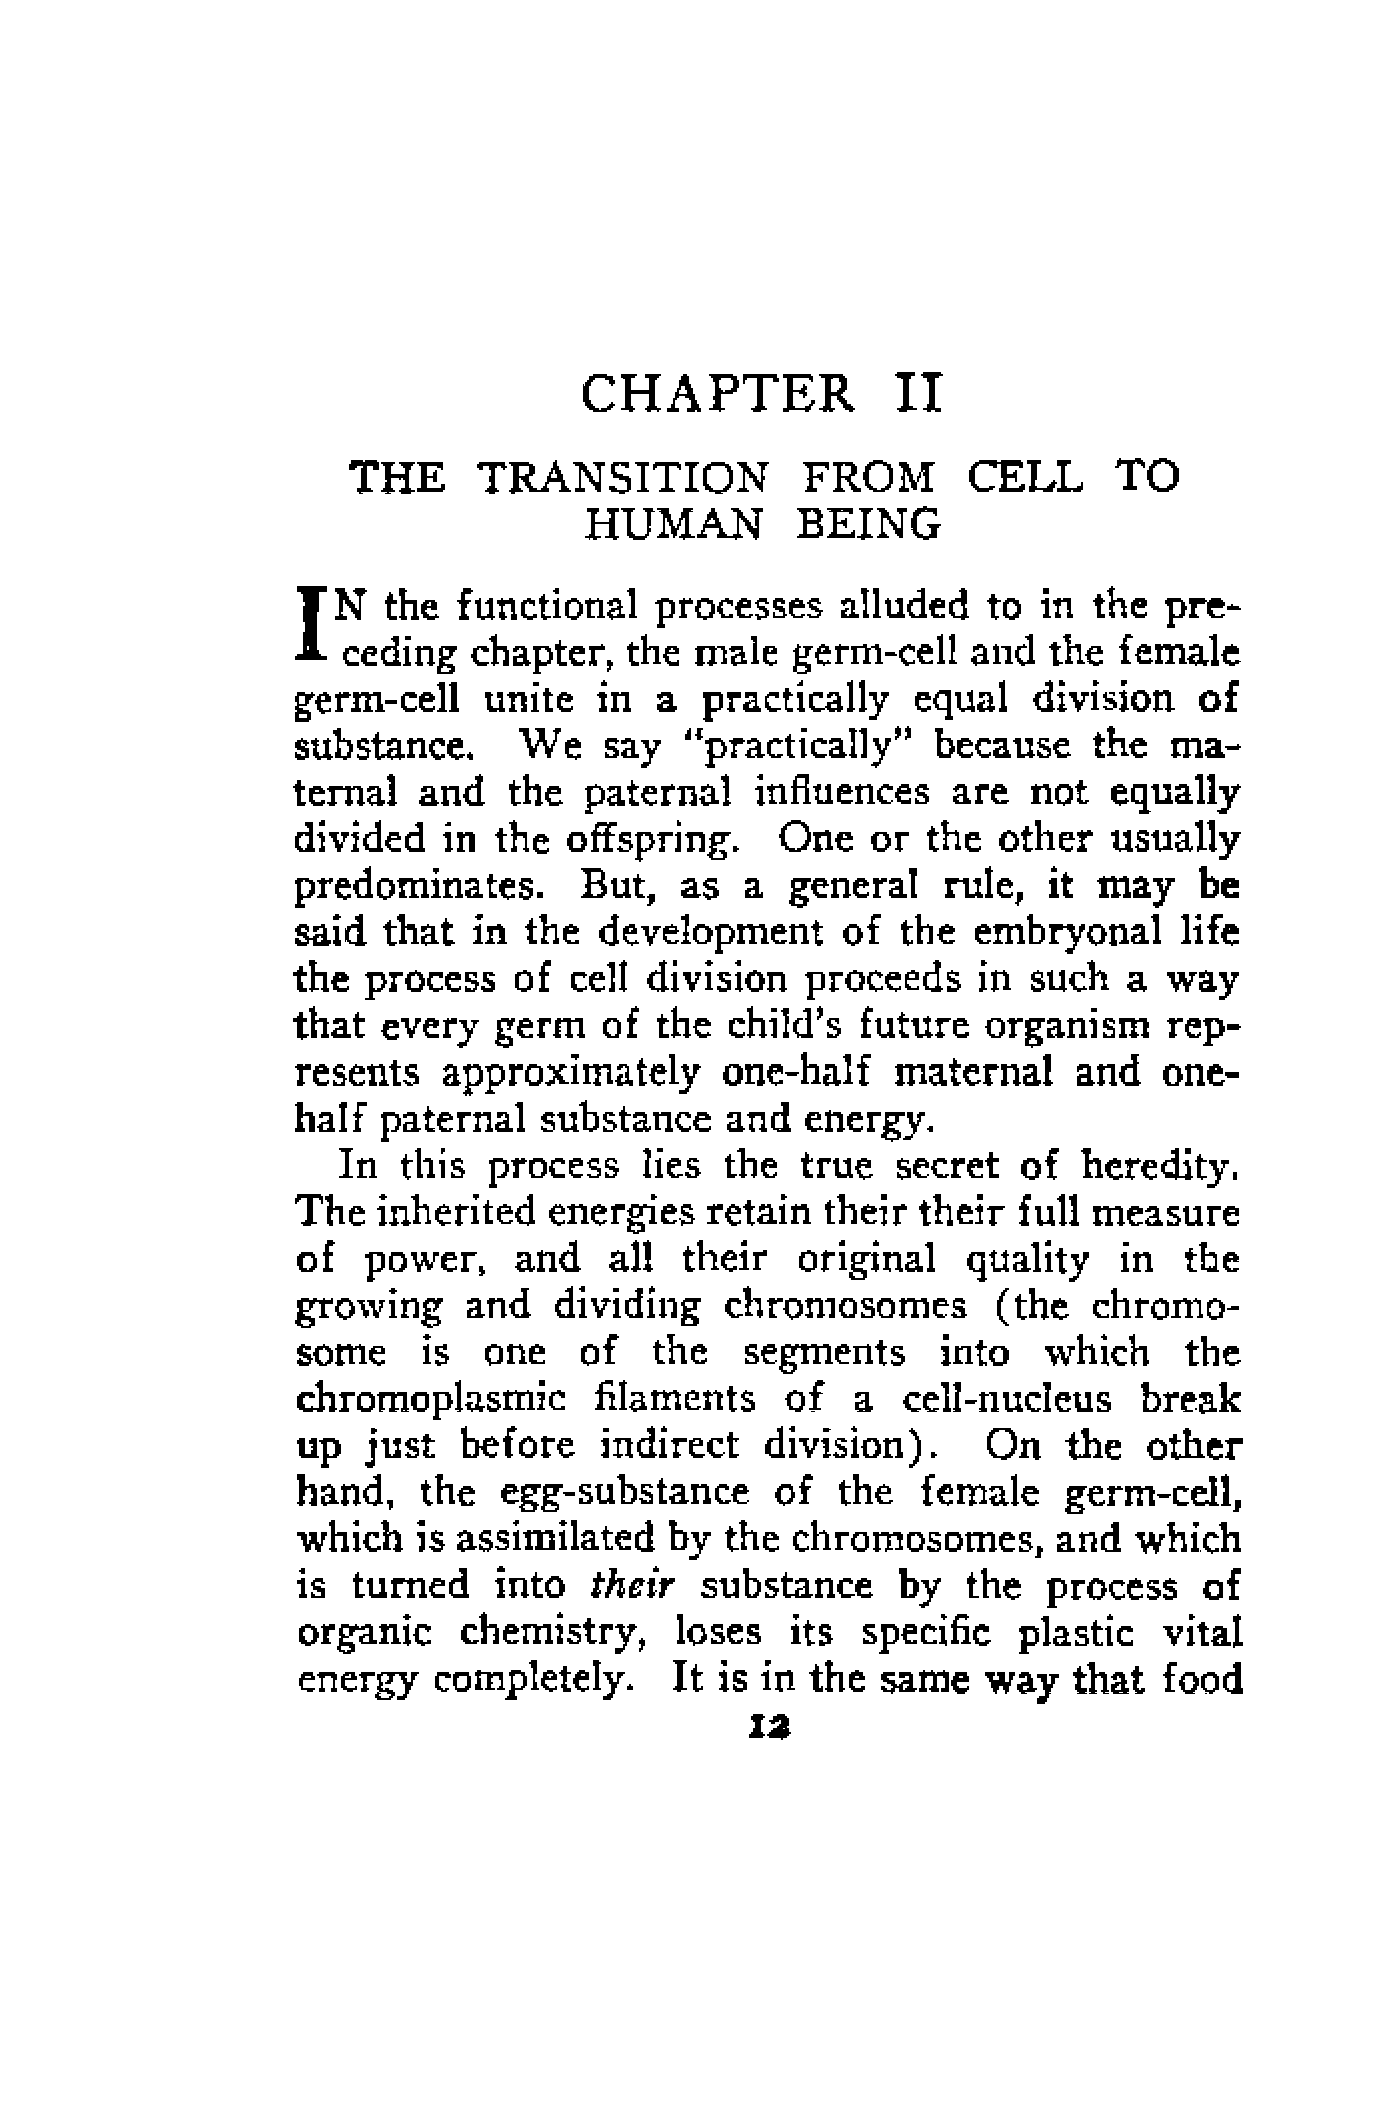 CHAPTER II
THE TRANSITION FROM CELL TO
HUMAN BEING
IN the functional processes alluded to in the pre-
ceding chapter, the male germ-cell and the female
germ-cell unite in a practically equal division of
substance. We say "practically" because the ma-
ternal and the paternal influences are not equally
divided in the offspring. One or the other usually
predominates. But, as a general rule, it may be
said that in the development of the embryonal life
the process of cell division proceeds in such a way
that every germ of the child's future organism rep-
resents approximately one-half maternal and one-
half paternal substance and energy.
In this process lies the true secret of heredity.
The inherited energies retain their their full measure
of power, and all their original quality in the
growing and dividing chromosomes (the chromo-
some is one of the segments into which the
chromoplasmic filaments of a cell-nucleus break
up just before indirect division). On the other
hand, the egg-substance of the female germ-cell,
which is assimilated by the chromosomes, and which
is turned into their substance by the process of
organic chemistry, loses its specific plastic vital
energy completely. It is in the same way that food
12